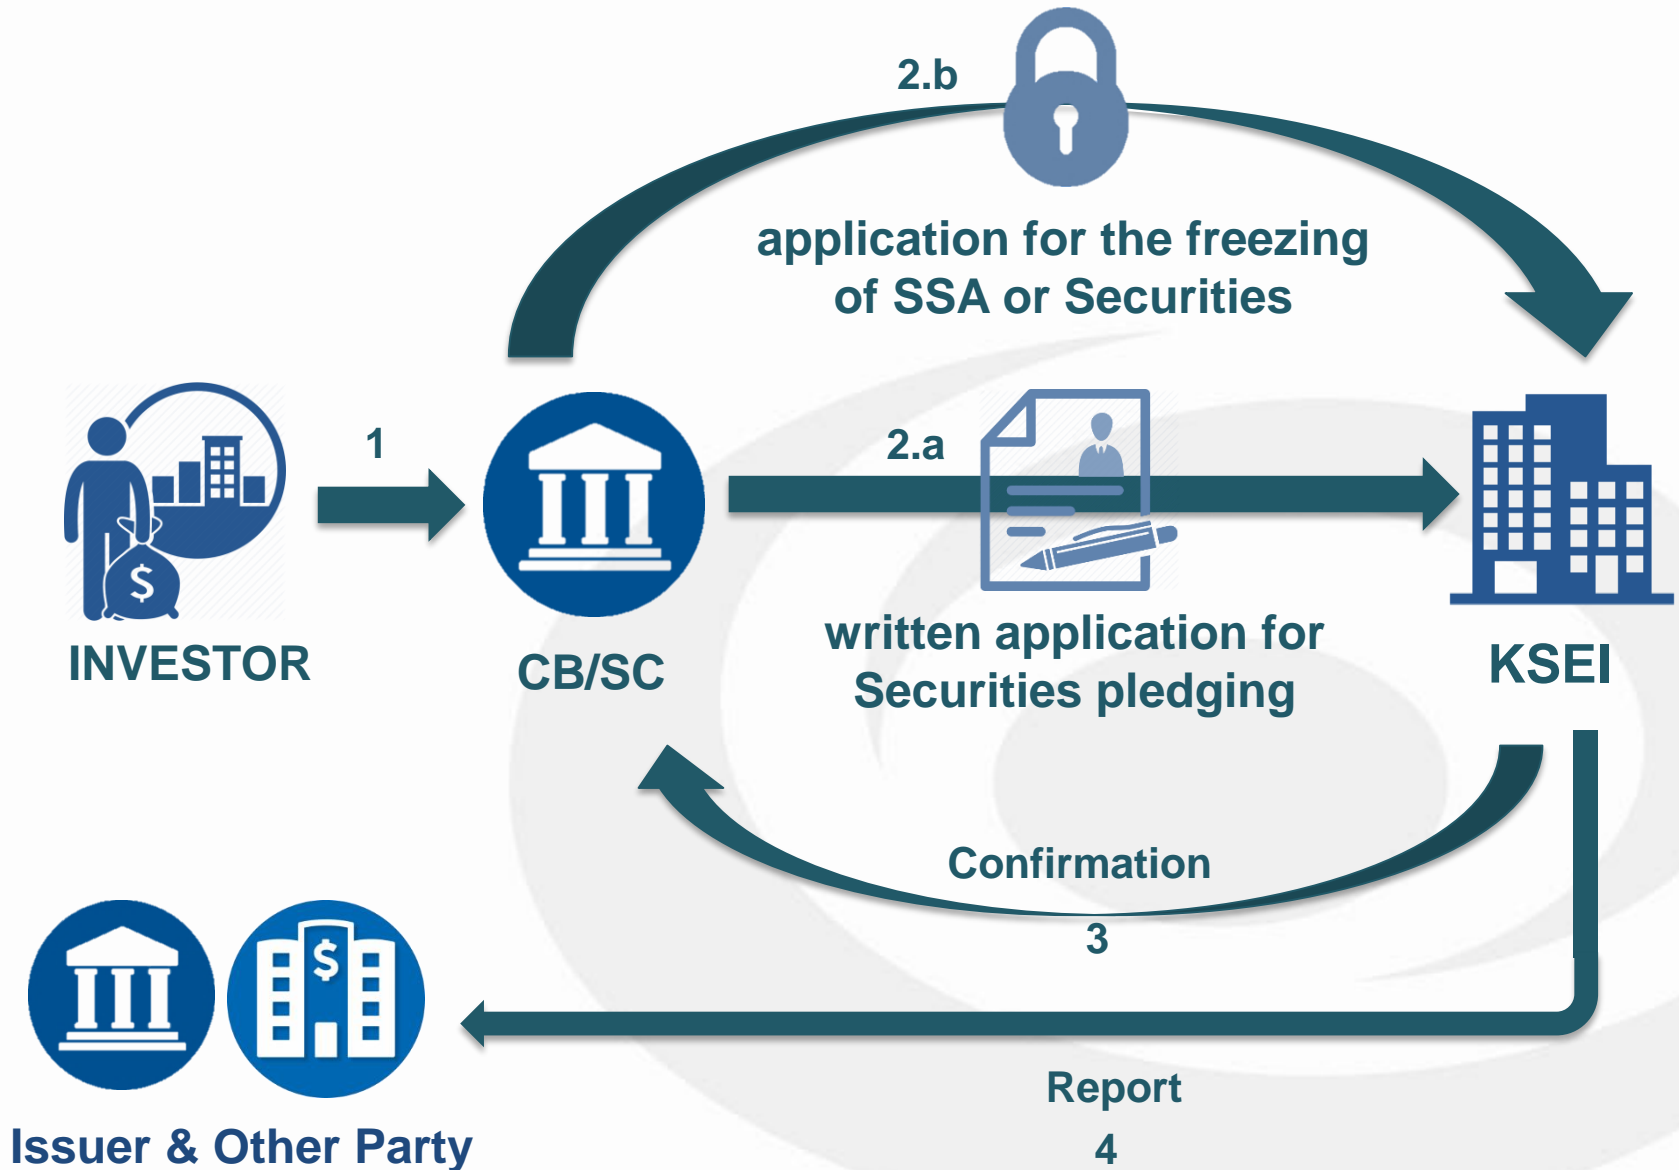 2.b
application for the freezing
of SSA or Securities
1
2.a
$
INVESTOR
CB/SC
written application for
Securities pledging
KSEI
Confirmation
3
$
Report
4
Issuer & Other Party